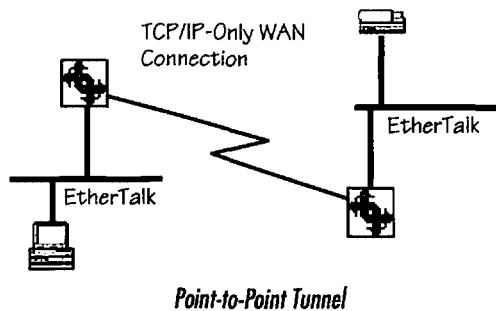 TCP/IP-Only WAN
Connection
EtherTalk
EtherTalk
Point-to-Point Tunnel